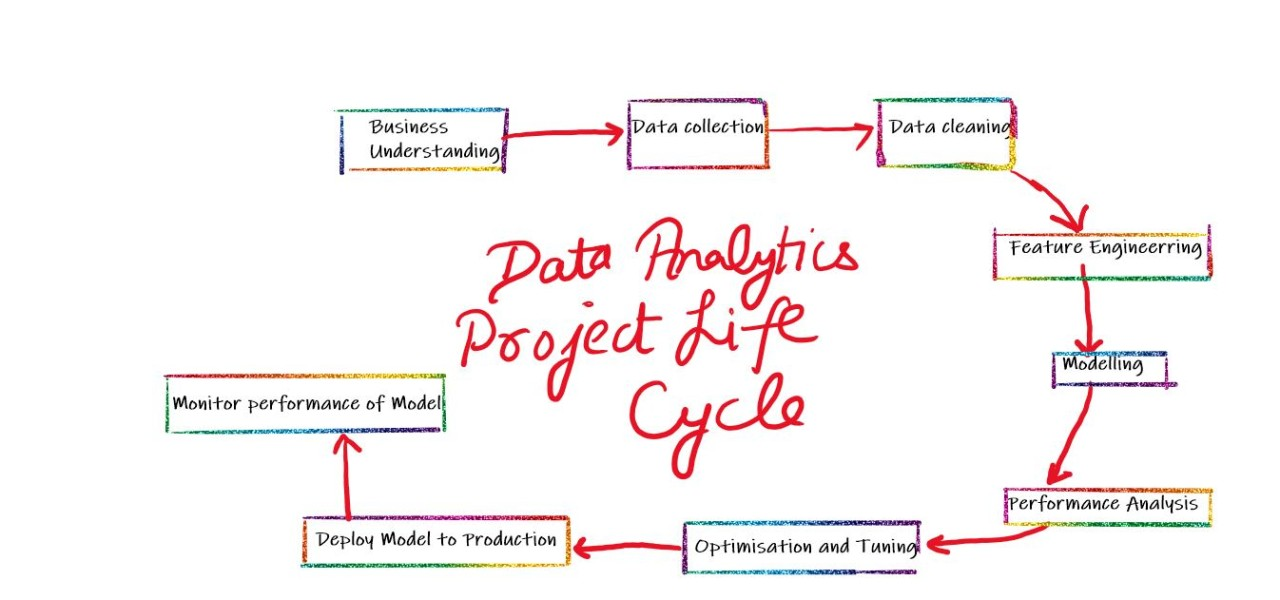 Business
Understanding
Data collection
Data cleaning
Feature Engineerring
Data Analytics
Project Life
Cycle
Modelling
Monitor performance of Model
Performance Analysis
Deploy Model to Production
Optimisation and Tuning